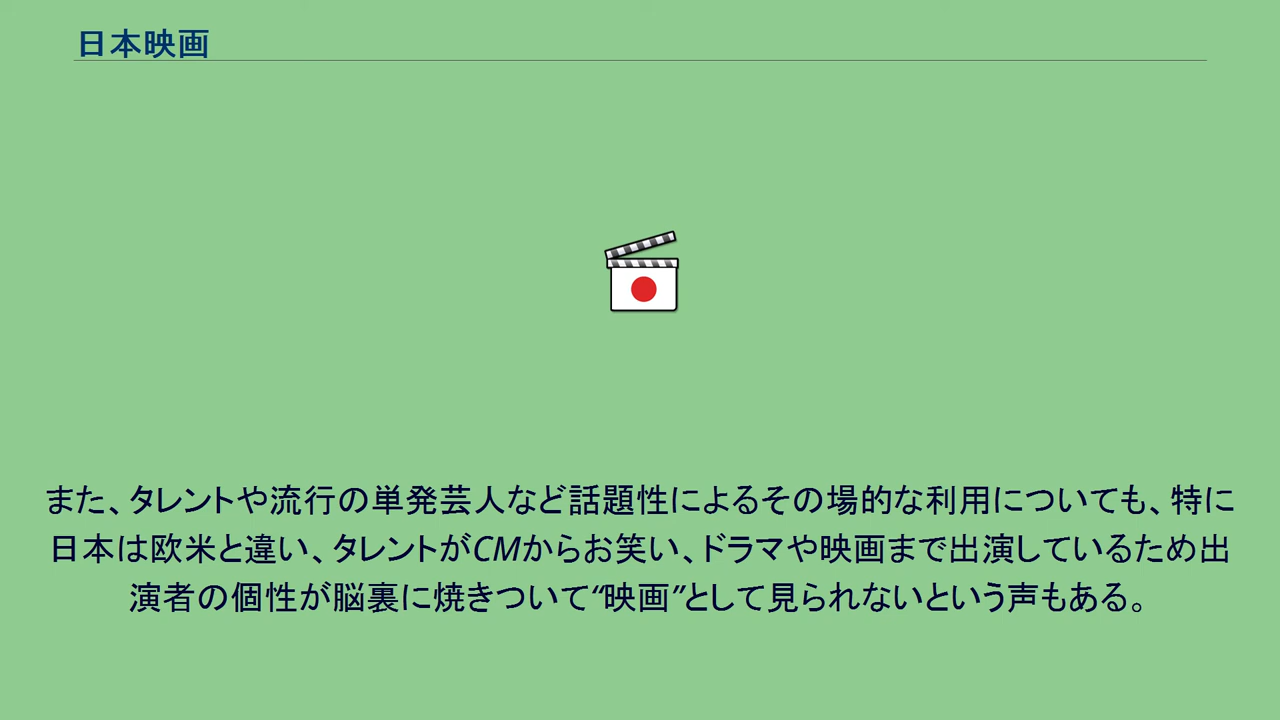 日本映画
また、タレントや流行の単発芸人など話題性によるその場的な利用についても、特に
日本は欧米と違い、タレントがCMからお笑い、ドラマや映画まで出演しているため出
演者の個性が脳裏に焼きついて“映画”として見られないという声もある。